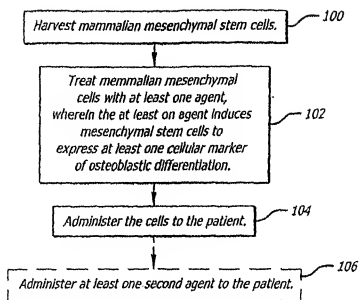 Harvest mammalian mesenchymal stem cells.
100
Treat memmalian mesenchymal
cells with at least one agent,
wherein the at least on agent induces
mesenchymal stem cells to
express at least one cellular marker
of osteoblastic differentiation.
102
Administer the cells to the patient.
104
Administer at least one second agent to the patient.
106